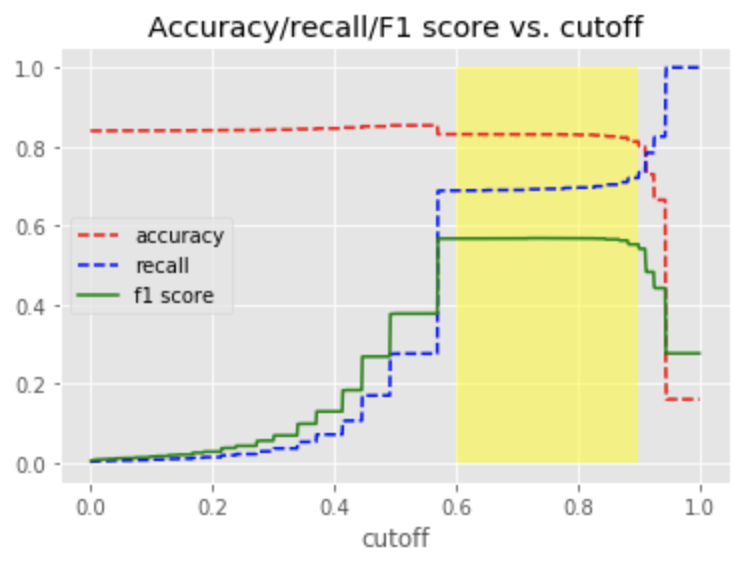 Accuracy/recall/F1 score vs. cutoff
1.0
0.8
0.6
0.4
0.2
0.0
accuracy
recall
f1 score
0.0 0.2 0.4 0.6 0.8 1.0
cutoff